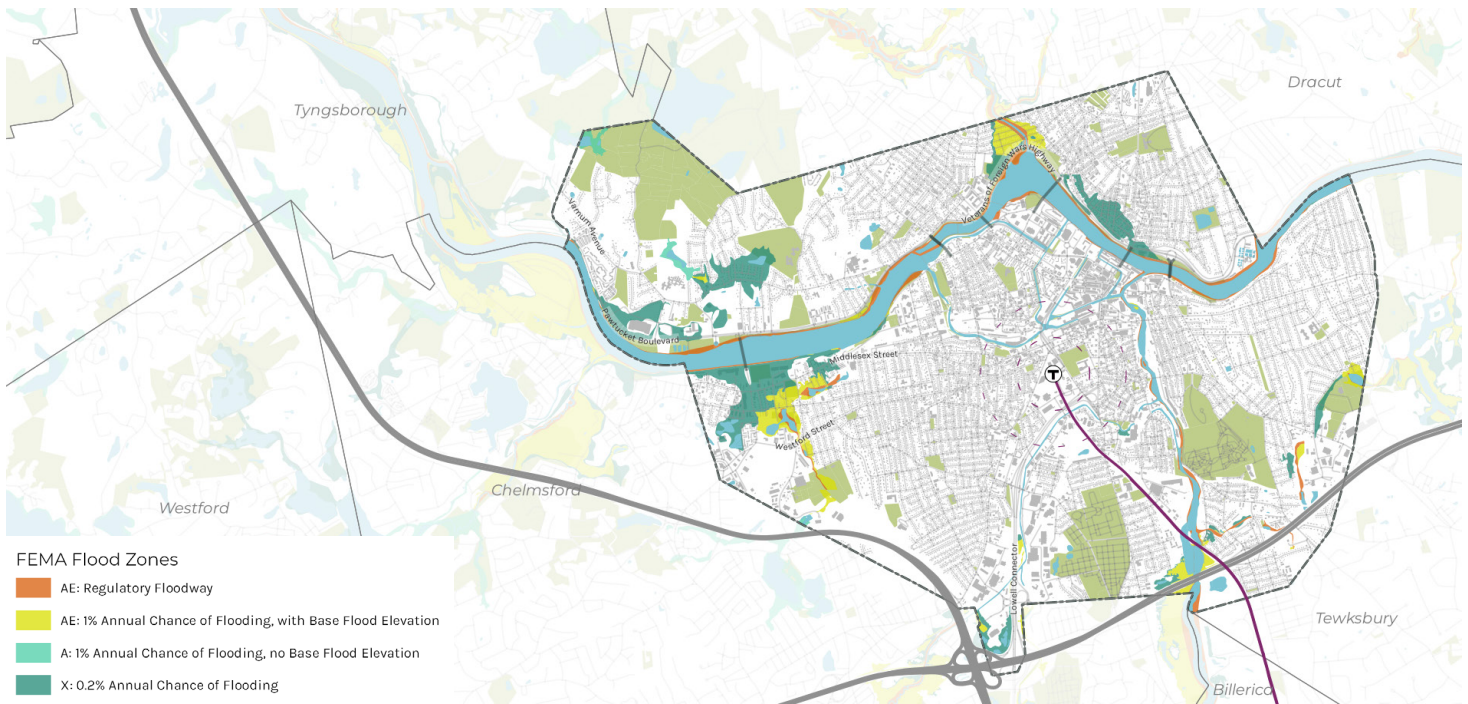 Dracut
Tyngsborough
Veterans of Foreign Wars Highway
Varnum Avenue
Pawtucket Boulevard
Middlesex Street
T
Westford Street
Chelmsford
Westford
Lowell Connector
Tewksbury
Billerica
FEMA Flood Zones
AE: Regulatory Floodway
AE: 1% Annual Chance of Flooding, with Base Flood Elevation
A: 1% Annual Chance of Flooding, no Base Flood Elevation
X: 0.2% Annual Chance of Flooding